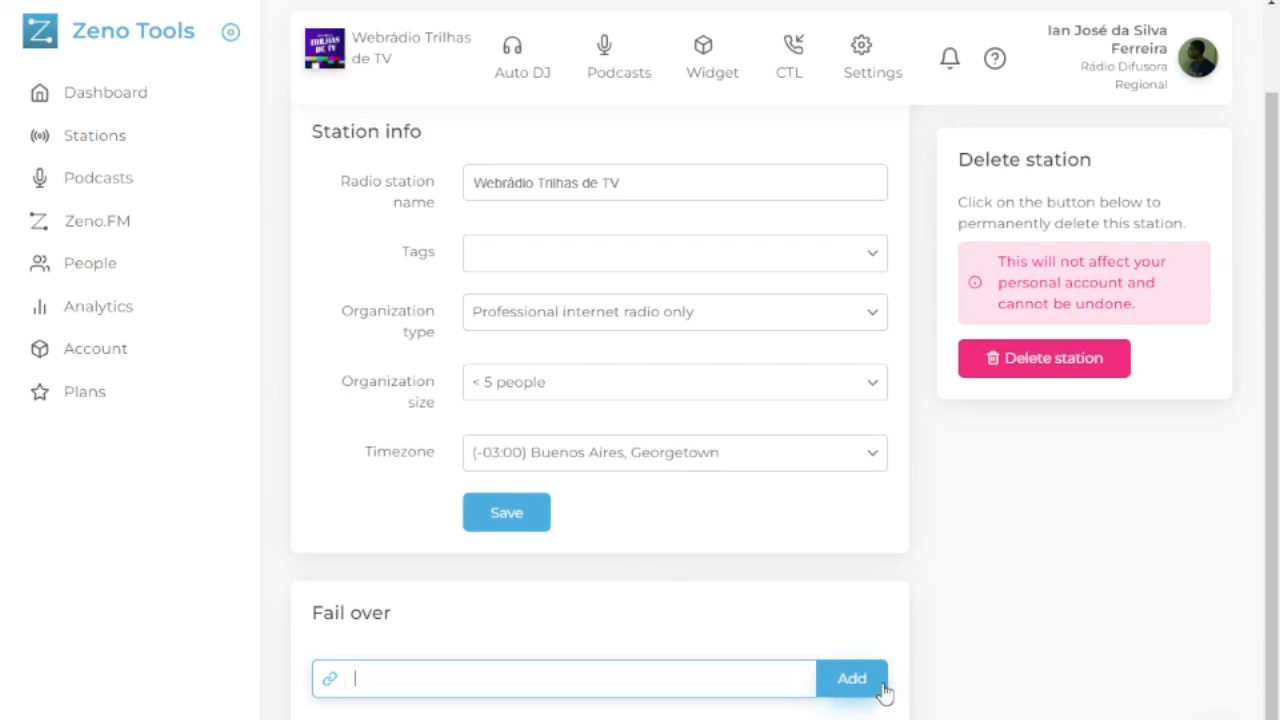 Zeno Tools
Dashboard
Stations
Podcasts
Zeno.FM
People
Analytics
Account
Plans
TRILHAS
DE TV
Webrádio Trilhas
de TV
Auto DJ
Podcasts
Widget
CTL
Settings
Ian José da Silva
Ferreira
Rádio Difusora
Regional
Station info
Radio station
name
Webrádio Trilhas de TV
Tags
Organization
type
Professional internet radio only
Organization
size
< 5 people
Timezone
(-03:00) Buenos Aires, Georgetown
Save
Fail over
Add
Delete station
Click on the button below to
permanently delete this station.
This will not affect your
personal account and
cannot be undone.
Delete station